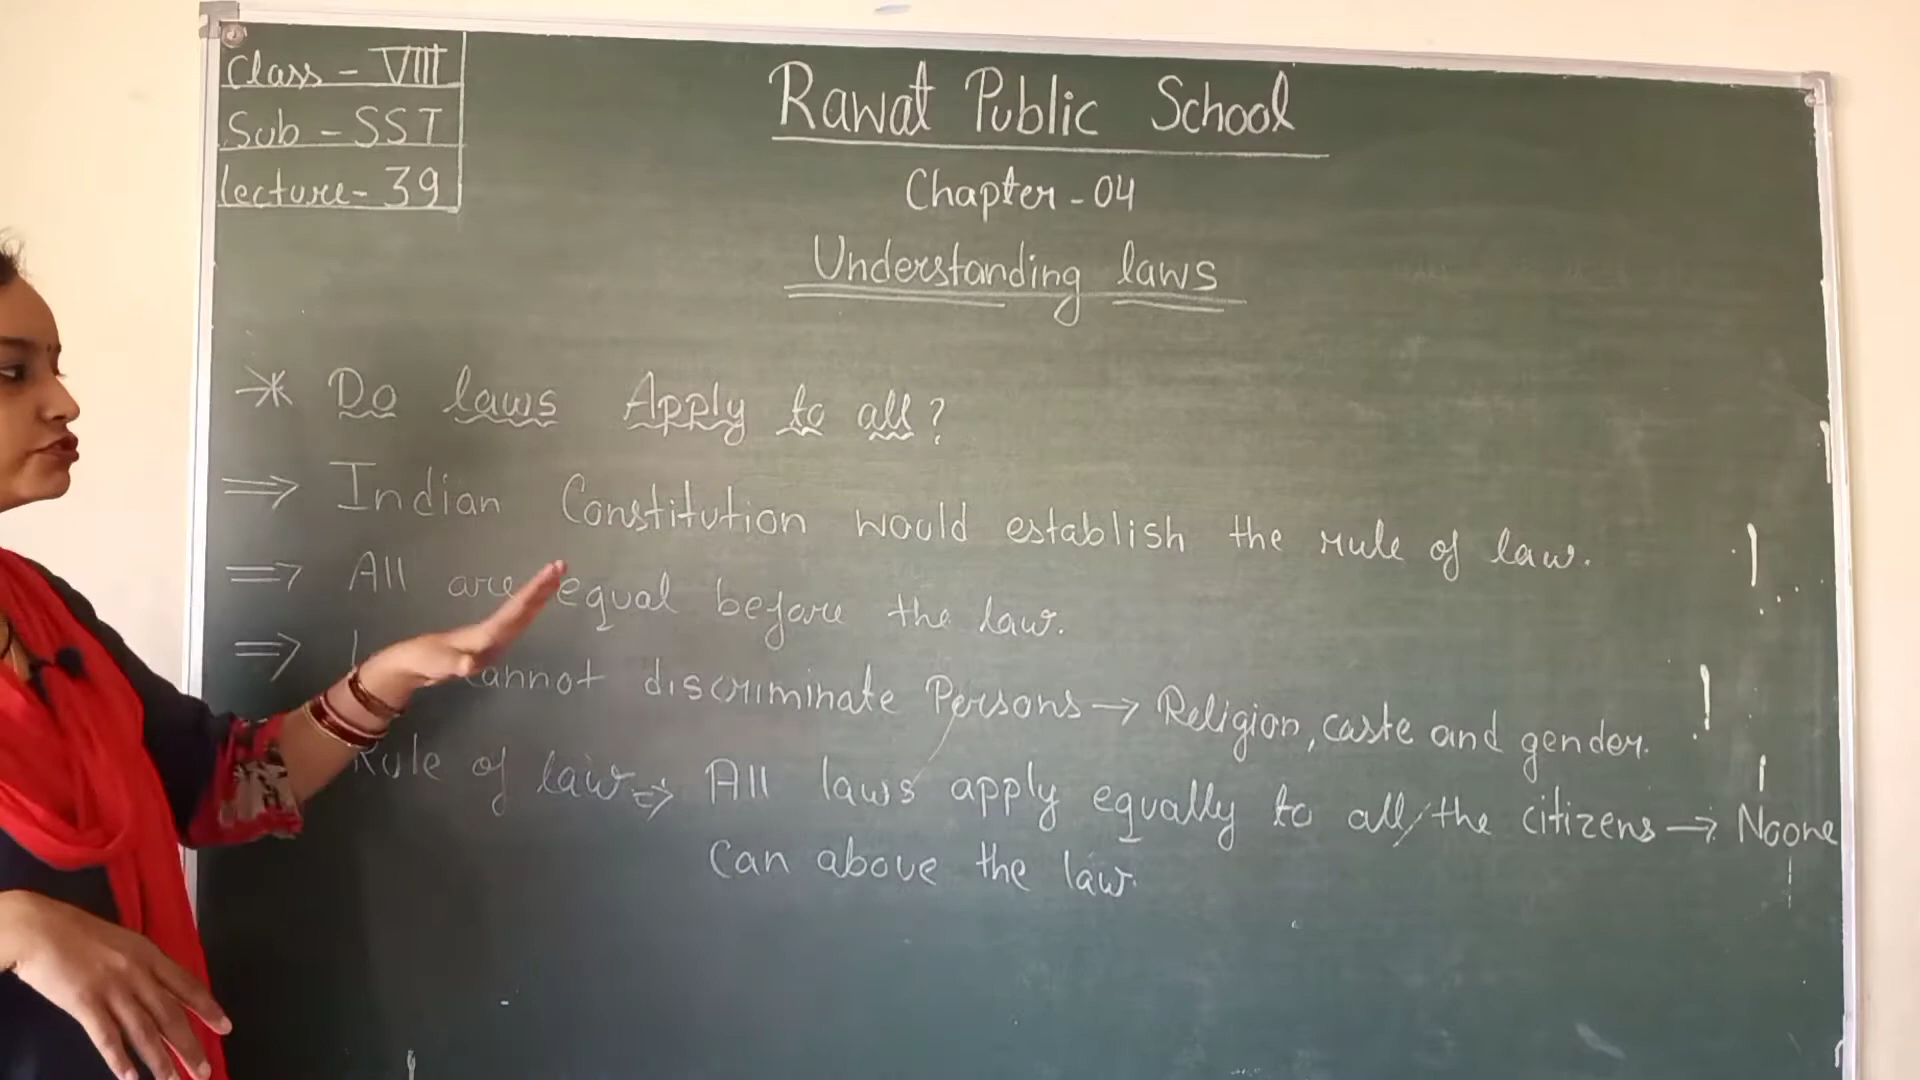 Class - VIII
Sub - SST
Lecture - 39
Rawat Public School
Chapter - 04
Understanding laws
* Do laws Apply to all?
⇒ Indian Constitution would establish the rule of law.
⇒ All are equal before the law.
⇒ cannot discriminate Persons → Religion, caste and gender.
Rule of law ⇒ All laws apply equally to all/the citizens → Noone
Can above the law.